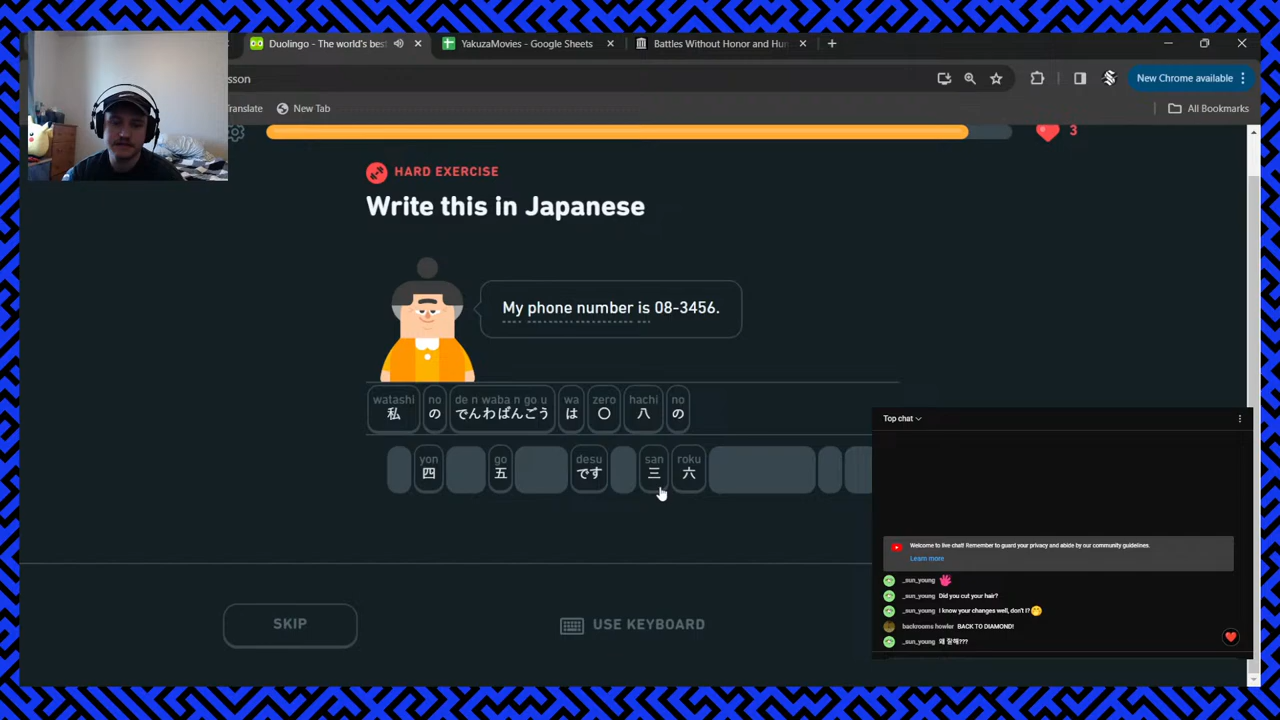 Duolingo - The world's best
YakuzaMovies - Google Sheets
Battles Without Honor and Hun
sson
New Chrome available
Translate
New Tab
All Bookmarks
3
HARD EXERCISE
Write this in Japanese
My phone number is 08-3456.
watashi no de n waba n go u wa zero hachi no
私 の でんわばんごう は 〇 八 の
yon go desu san roku
四 五 です 三 六
SKIP
USE KEYBOARD
Top chat
Welcome to live chat! Remember to guard your privacy and abide by our community guidelines.
Learn more
_sun_young
_sun_young Did you cut your hair?
_sun_young I know your changes well, don't I?
backrooms howler BACK TO DIAMOND!
_sun_young 왜 잘해???